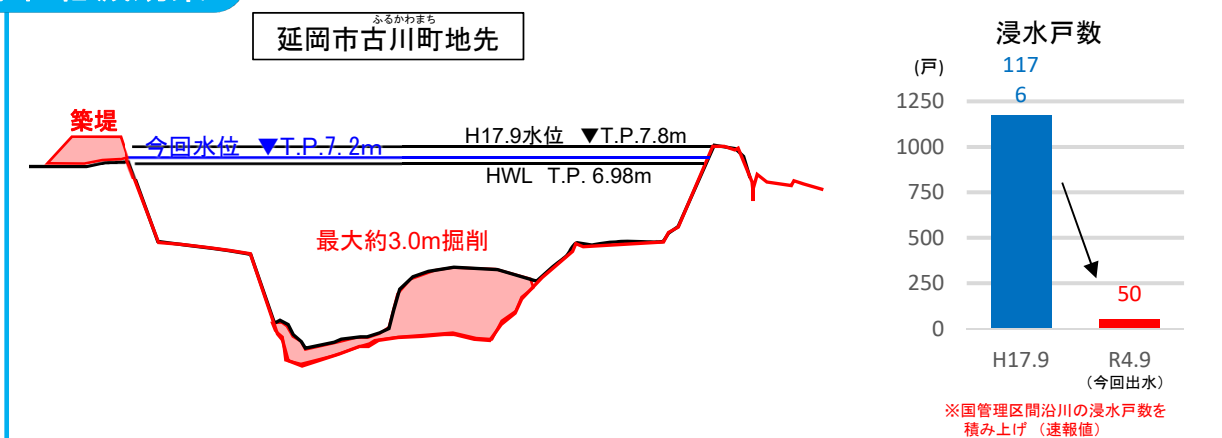 ふるかわまち
延岡市古川町地先
築堤
今回水位 ▼T.P.7.2m
H17.9水位 ▼T.P.7.8m
HWL T.P. 6.98m
最大約3.0m掘削
浸水戸数
(戸)
117
6
1250
1000
750
500
250
0
50
H17.9
R4.9
（今回出水）
※国管理区間沿川の浸水戸数を
積み上げ（速報値）